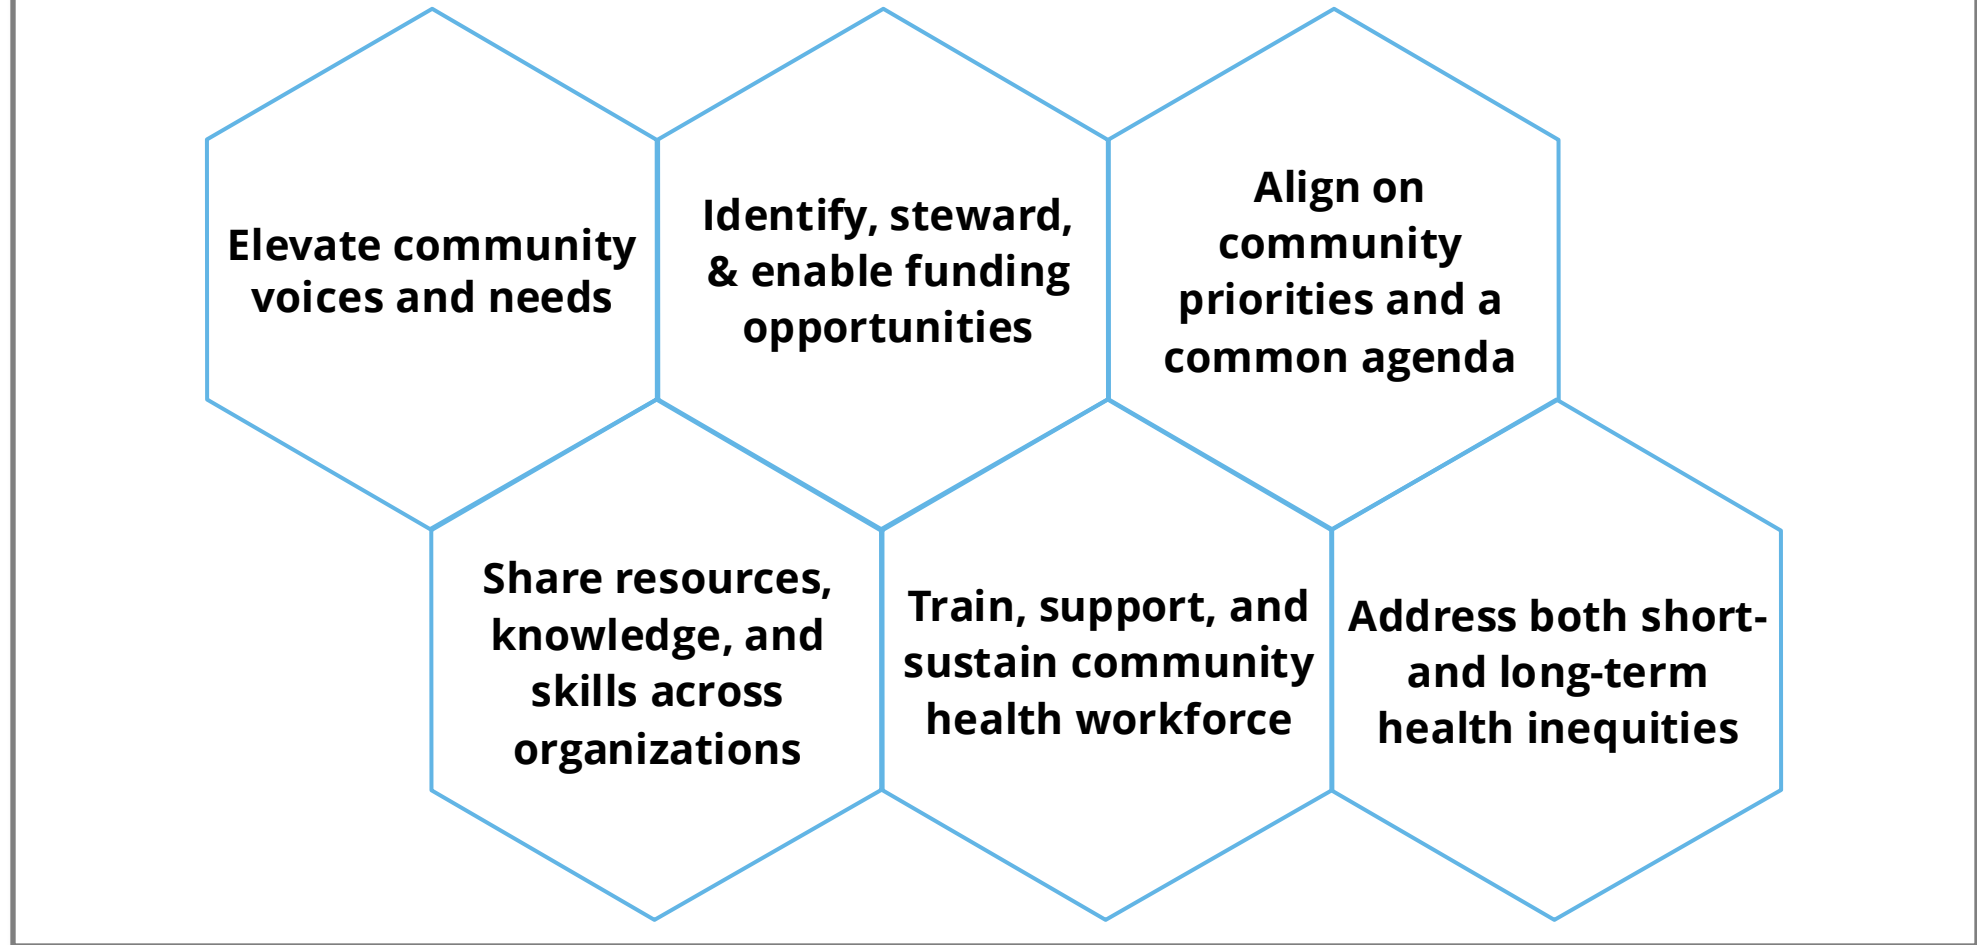 Elevate community
voices and needs
Identify, steward,
& enable funding
opportunities
Align on
community
priorities and a
common agenda
Share resources,
knowledge, and
skills across
organizations
Train, support, and
sustain community
health workforce
Address both short-
and long-term
health inequities